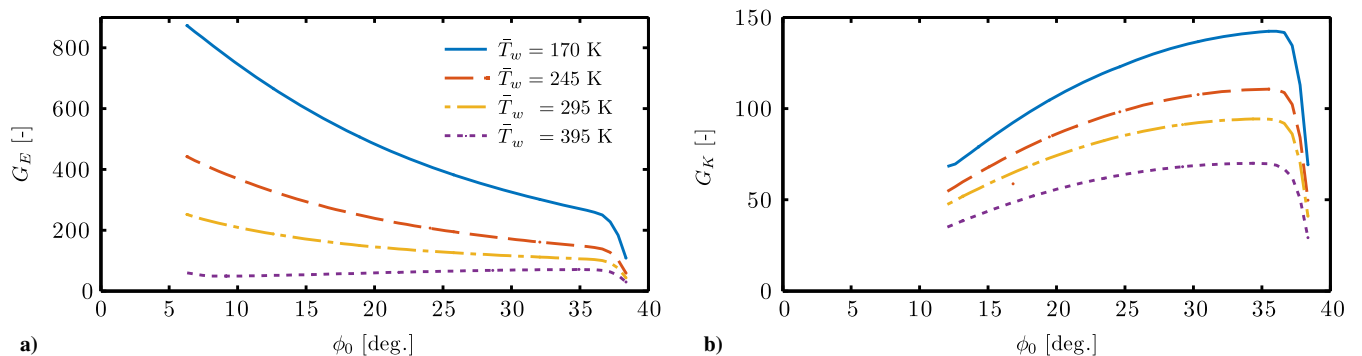 800
600
400
200
0
G_E [-]
T̄_w = 170 K
T̄_w = 245 K
T̄_w = 295 K
T̄_w = 395 K
0 5 10 15 20 25 30 35 40
a) ϕ_0 [deg.]
150
100
50
0
G_K [-]
0 5 10 15 20 25 30 35 40
b) ϕ_0 [deg.]